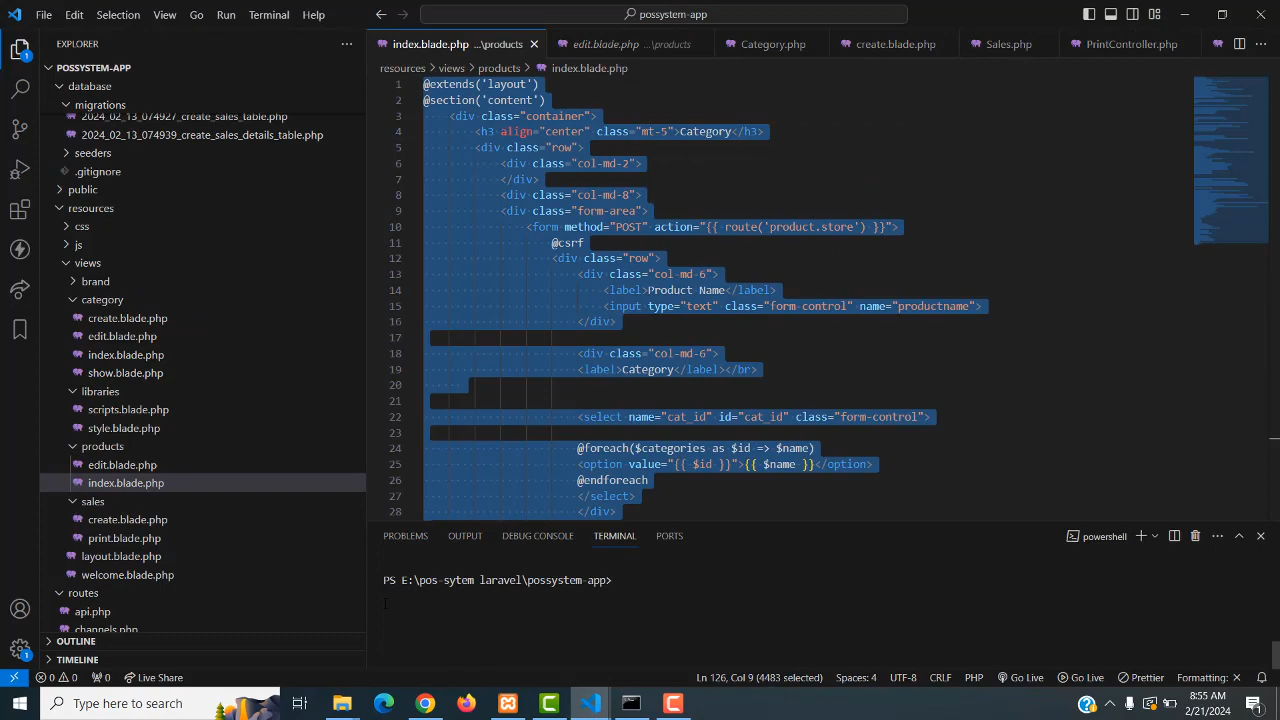 File Edit Selection View Go Run Terminal Help
possystem-app
EXPLORER
index.blade.php ...\products
edit.blade.php ...\products
Category.php
create.blade.php
Sales.php
PrintController.php
POSSYSTEM-APP
resources > views > products > index.blade.php
database
migrations
2024_02_13_074927_create_sales_table.php
2024_02_13_074939_create_sales_details_table.php
seeders
.gitignore
public
resources
css
js
views
brand
category
create.blade.php
edit.blade.php
index.blade.php
show.blade.php
libraries
scripts.blade.php
style.blade.php
products
edit.blade.php
index.blade.php
sales
create.blade.php
print.blade.php
layout.blade.php
welcome.blade.php
routes
api.php
channels.php
OUTLINE
TIMELINE
1 @extends('layout')
2 @section('content')
3 <div class="container">
4 <h3 align="center" class="mt-5">Category</h3>
5 <div class="row">
6 <div class="col-md-2">
7 </div>
8 <div class="col-md-8">
9 <div class="form-area">
10 <form method="POST" action="{{ route('product.store') }}">
11 @csrf
12 <div class="row">
13 <div class="col-md-6">
14 <label>Product Name</label>
15 <input type="text" class="form-control" name="productname">
16 </div>
17
18 <div class="col-md-6">
19 <label>Category</label></br>
20
21
22 <select name="cat_id" id="cat_id" class="form-control">
23
24 @foreach($categories as $id => $name)
25 <option value="{{ $id }}">{{ $name }}</option>
26 @endforeach
27 </select>
28 </div>
PROBLEMS OUTPUT DEBUG CONSOLE TERMINAL PORTS
powershell
PS E:\pos-sytem laravel\possystem-app>
0 0 0 Live Share
Ln 126, Col 9 (4483 selected) Spaces: 4 UTF-8 CRLF PHP Go Live Go Live Prettier Formatting:
Type here to search
8:55 AM
2/21/2024
1
1